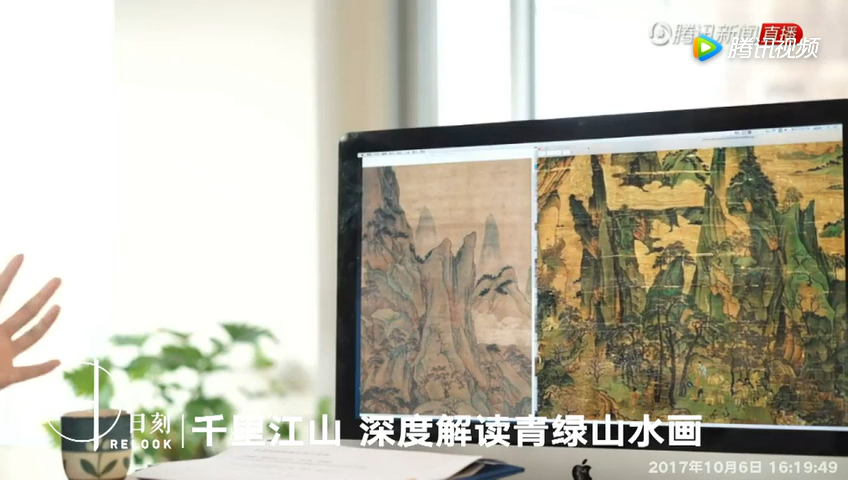 腾讯新闻 直播
腾讯视频
日刻
RELOOK
千里江山 深度解读青绿山水画
2017年10月6日 16:19:49